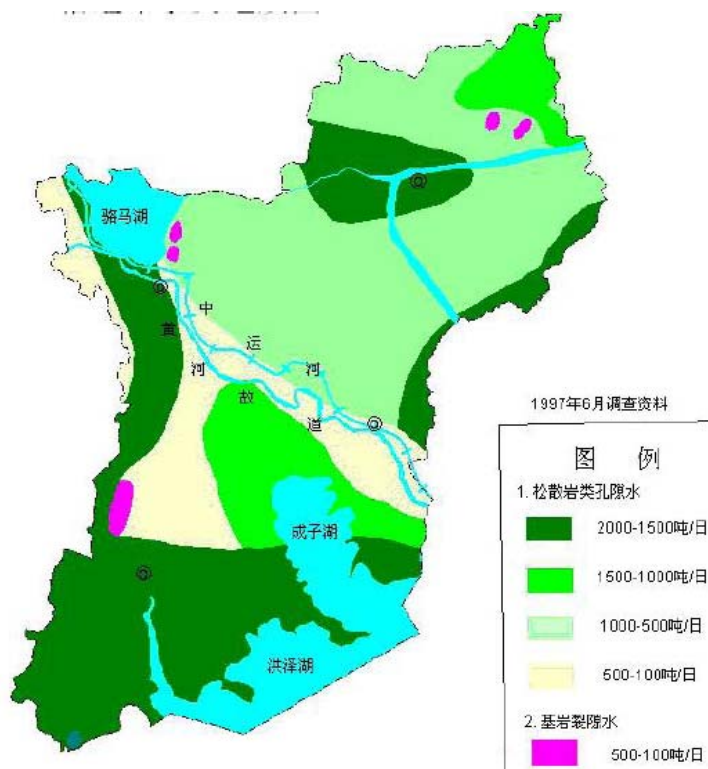 骆马湖
中
黄
运
河
河
故
道
成子湖
洪泽湖
1997年6月调查资料
图 例
1. 松散岩类孔隙水
2000-1500吨/日
1500-1000吨/日
1000-500吨/日
500-100吨/日
2. 基岩裂隙水
500-100吨/日